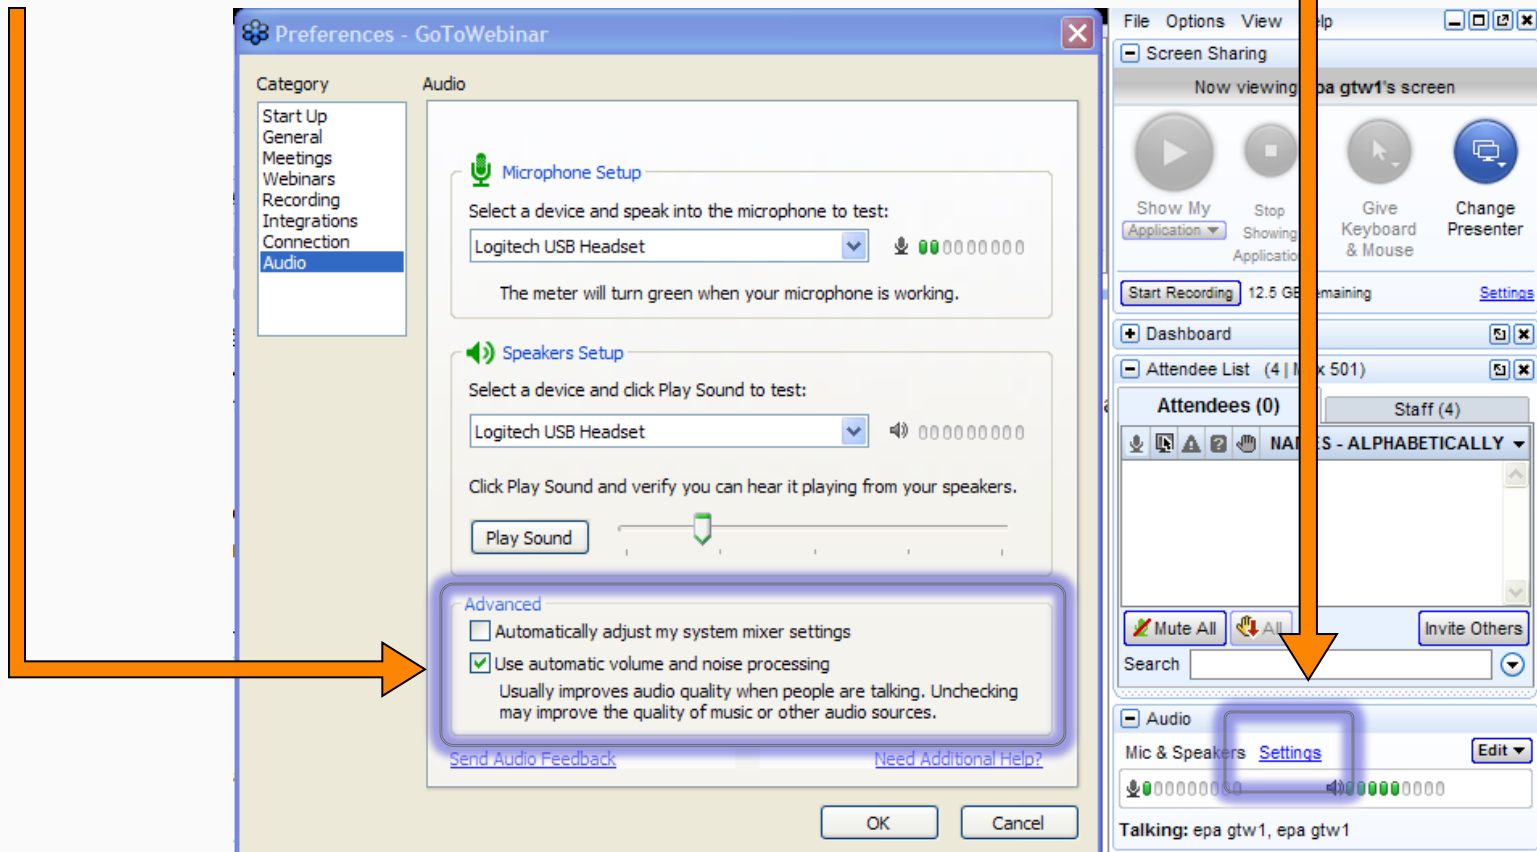 Preferences - GoToWebinar
Category
Start Up
General
Meetings
Webinars
Recording
Integrations
Connection
Audio
Audio
Microphone Setup
Select a device and speak into the microphone to test:
Logitech USB Headset
The meter will turn green when your microphone is working.
Speakers Setup
Select a device and click Play Sound to test:
Logitech USB Headset
Click Play Sound and verify you can hear it playing from your speakers.
Play Sound
Advanced
Automatically adjust my system mixer settings
Use automatic volume and noise processing
Usually improves audio quality when people are talking. Unchecking
may improve the quality of music or other audio sources.
Send Audio Feedback
Need Additional Help?
OK
Cancel
File Options View
Screen Sharing
Now viewing gtw1's screen
Show My
Application
Stop
Showing
Give
Keyboard
& Mouse
Change
Presenter
Start Recording
12.5
Settings
Dashboard
Attendee List (4 | 501)
Attendees (0)
Staff (4)
- ALPHABETICALLY
Mute All
All
Invite Others
Search
Audio
Mic & Speakers Settings
Edit
Talking: epa gtw1, epa gtw1